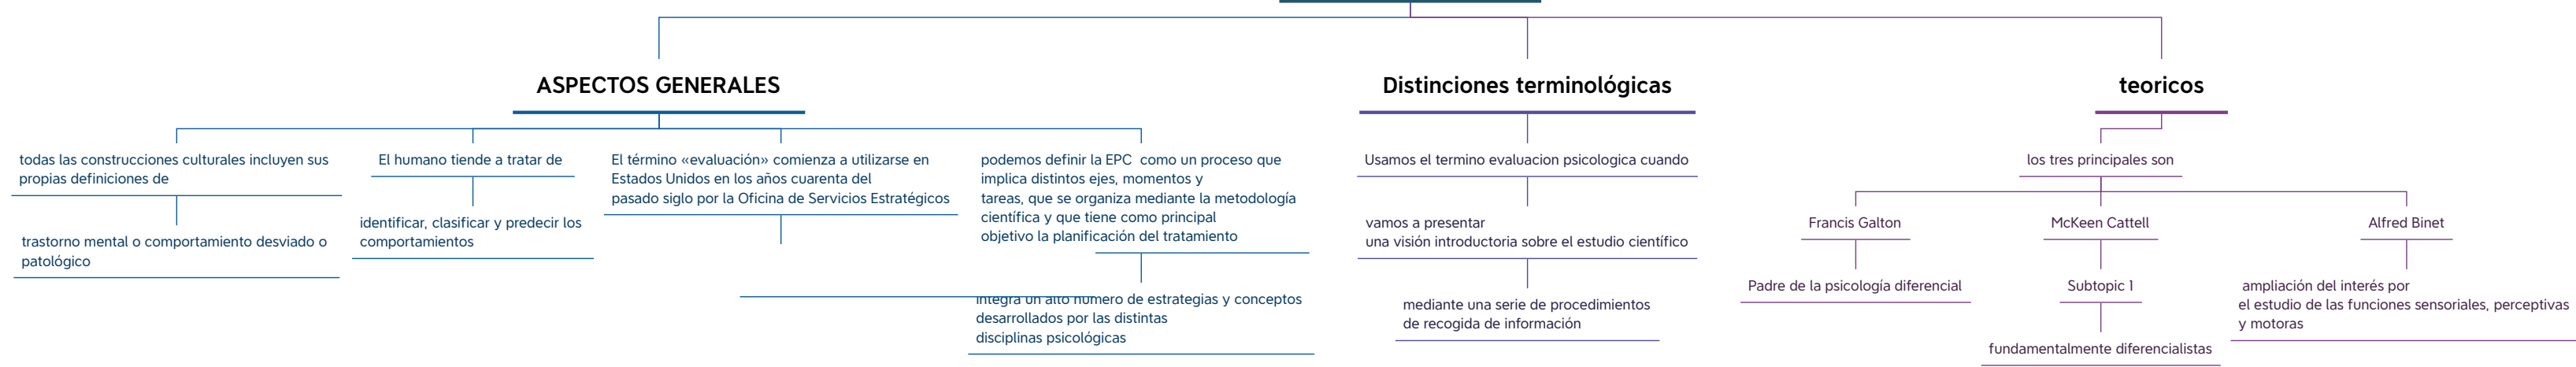 ASPECTOS GENERALES
Distinciones terminológicas
teoricos
todas las construcciones culturales incluyen sus
propias definiciones de
trastorno mental o comportamiento desviado o
patológico
El humano tiende a tratar de
identificar, clasificar y predecir los
comportamientos
El término «evaluación» comienza a utilizarse en
Estados Unidos en los años cuarenta del
pasado siglo por la Oficina de Servicios Estratégicos
podemos definir la EPC como un proceso que
implica distintos ejes, momentos y
tareas, que se organiza mediante la metodología
científica y que tiene como principal
objetivo la planificación del tratamiento
integra un alto número de estrategias y conceptos
desarrollados por las distintas
disciplinas psicológicas
Usamos el termino evaluacion psicologica cuando
vamos a presentar
una visión introductoria sobre el estudio científico
mediante una serie de procedimientos
de recogida de información
los tres principales son
Francis Galton
Padre de la psicología diferencial
McKeen Cattell
Subtopic 1
fundamentalmente diferencialistas
Alfred Binet
ampliación del interés por
el estudio de las funciones sensoriales, perceptivas
y motoras